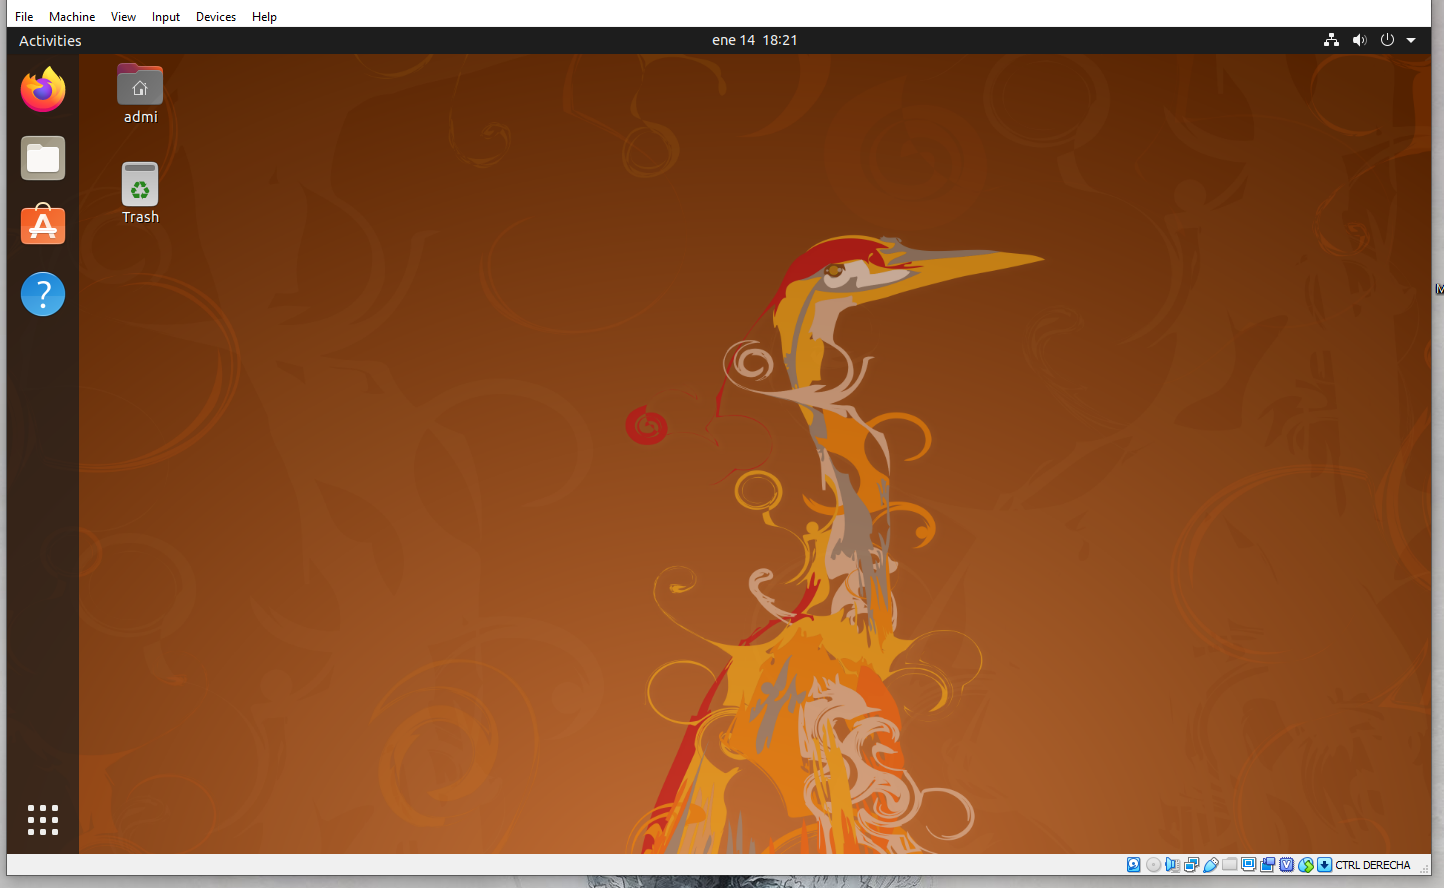 File Machine View Input Devices Help
Activities ene 14 18:21
admi
Trash
CTRL DERECHA